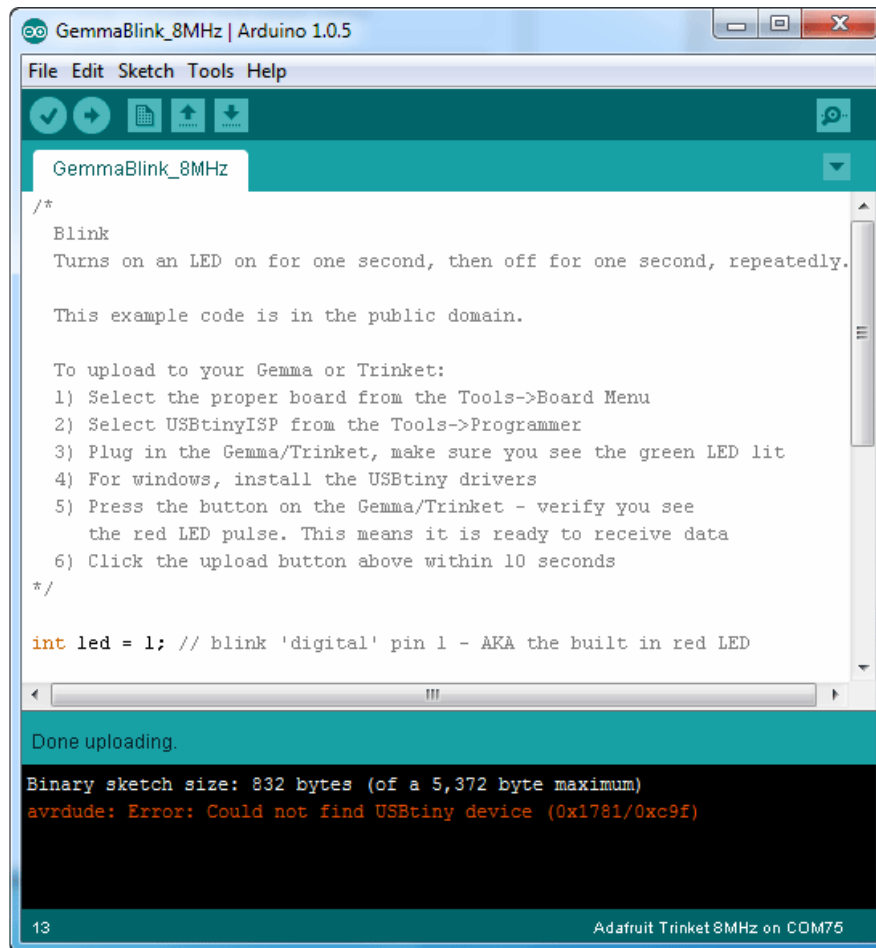 GemmaBlink_8MHz | Arduino 1.0.5
File Edit Sketch Tools Help
GemmaBlink_8MHz
/*
Blink
Turns on an LED on for one second, then off for one second, repeatedly.
This example code is in the public domain.
To upload to your Gemma or Trinket:
1) Select the proper board from the Tools->Board Menu
2) Select USBtinyISP from the Tools->Programmer
3) Plug in the Gemma/Trinket, make sure you see the green LED lit
4) For windows, install the USBtiny drivers
5) Press the button on the Gemma/Trinket - verify you see
the red LED pulse. This means it is ready to receive data
6) Click the upload button above within 10 seconds
*/
int led = 1; // blink 'digital' pin 1 - AKA the built in red LED
Done uploading.
Binary sketch size: 832 bytes (of a 5,372 byte maximum)
avrdude: Error: Could not find USBtiny device (0x1781/0xc9f)
13 Adafruit Trinket 8MHz on COM75